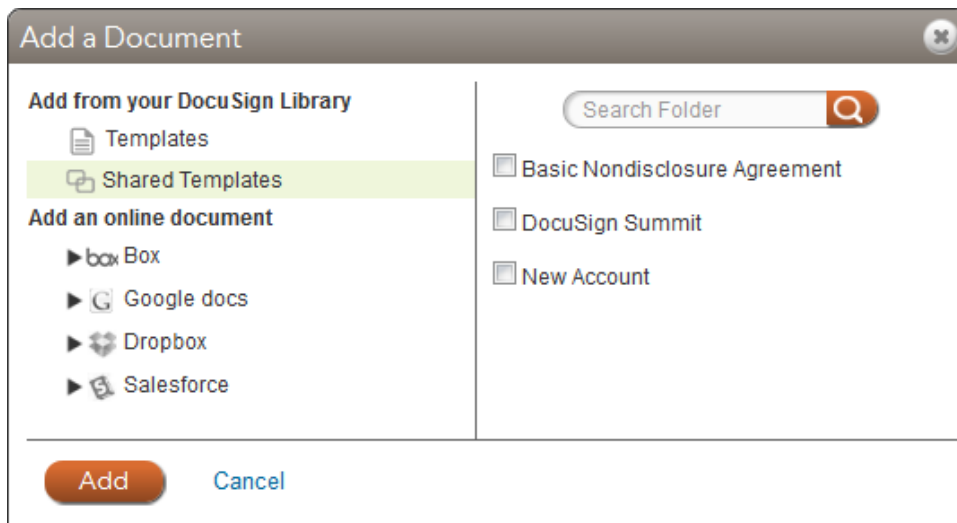 Add a Document
Add from your DocuSign Library
Templates
Shared Templates
Add an online document
box Box
G Google docs
Dropbox
Salesforce
Search Folder
Basic Nondisclosure Agreement
DocuSign Summit
New Account
Add
Cancel